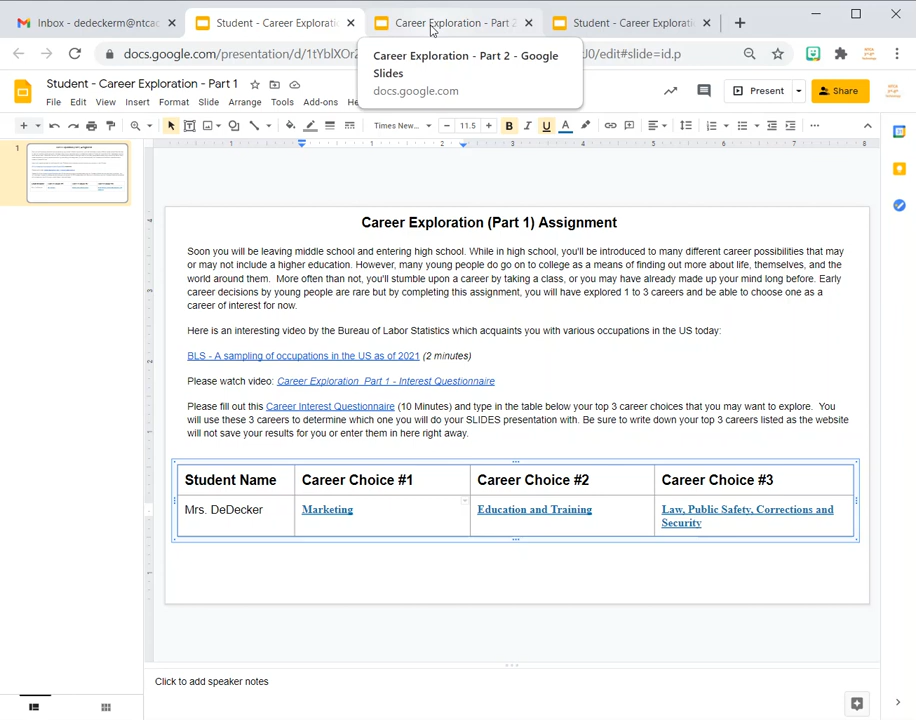 Inbox - dedeckerm@ntcac
Student - Career Exploratio
Career Exploration - Part 2
Student - Career Exploratio
docs.google.com/presentation/d/1tYblXOr2
J0/edit#slide=id.p
Career Exploration - Part 2 - Google
Slides
docs.google.com
Student - Career Exploration - Part 1
File Edit View Insert Format Slide Arrange Tools Add-ons He
Present
Share
Times New...
11.5
B I U A
Career Exploration (Part 1) Assignment
Soon you will be leaving middle school and entering high school. While in high school, you'll be introduced to many different career possibilities that may
or may not include a higher education. However, many young people do go on to college as a means of finding out more about life, themselves, and the
world around them. More often than not, you'll stumble upon a career by taking a class, or you may have already made up your mind long before. Early
career decisions by young people are rare but by completing this assignment, you will have explored 1 to 3 careers and be able to choose one as a
career of interest for now.
Here is an interesting video by the Bureau of Labor Statistics which acquaints you with various occupations in the US today:
BLS - A sampling of occupations in the US as of 2021 (2 minutes)
Please watch video: Career Exploration Part 1 - Interest Questionnaire
Please fill out this Career Interest Questionnaire (10 Minutes) and type in the table below your top 3 career choices that you may want to explore. You
will use these 3 careers to determine which one you will do your SLIDES presentation with. Be sure to write down your top 3 careers listed as the website
will not save your results for you or enter them in here right away.
Student Name Career Choice #1 Career Choice #2 Career Choice #3
Mrs. DeDecker Marketing Education and Training Law, Public Safety, Corrections and
Security
Click to add speaker notes